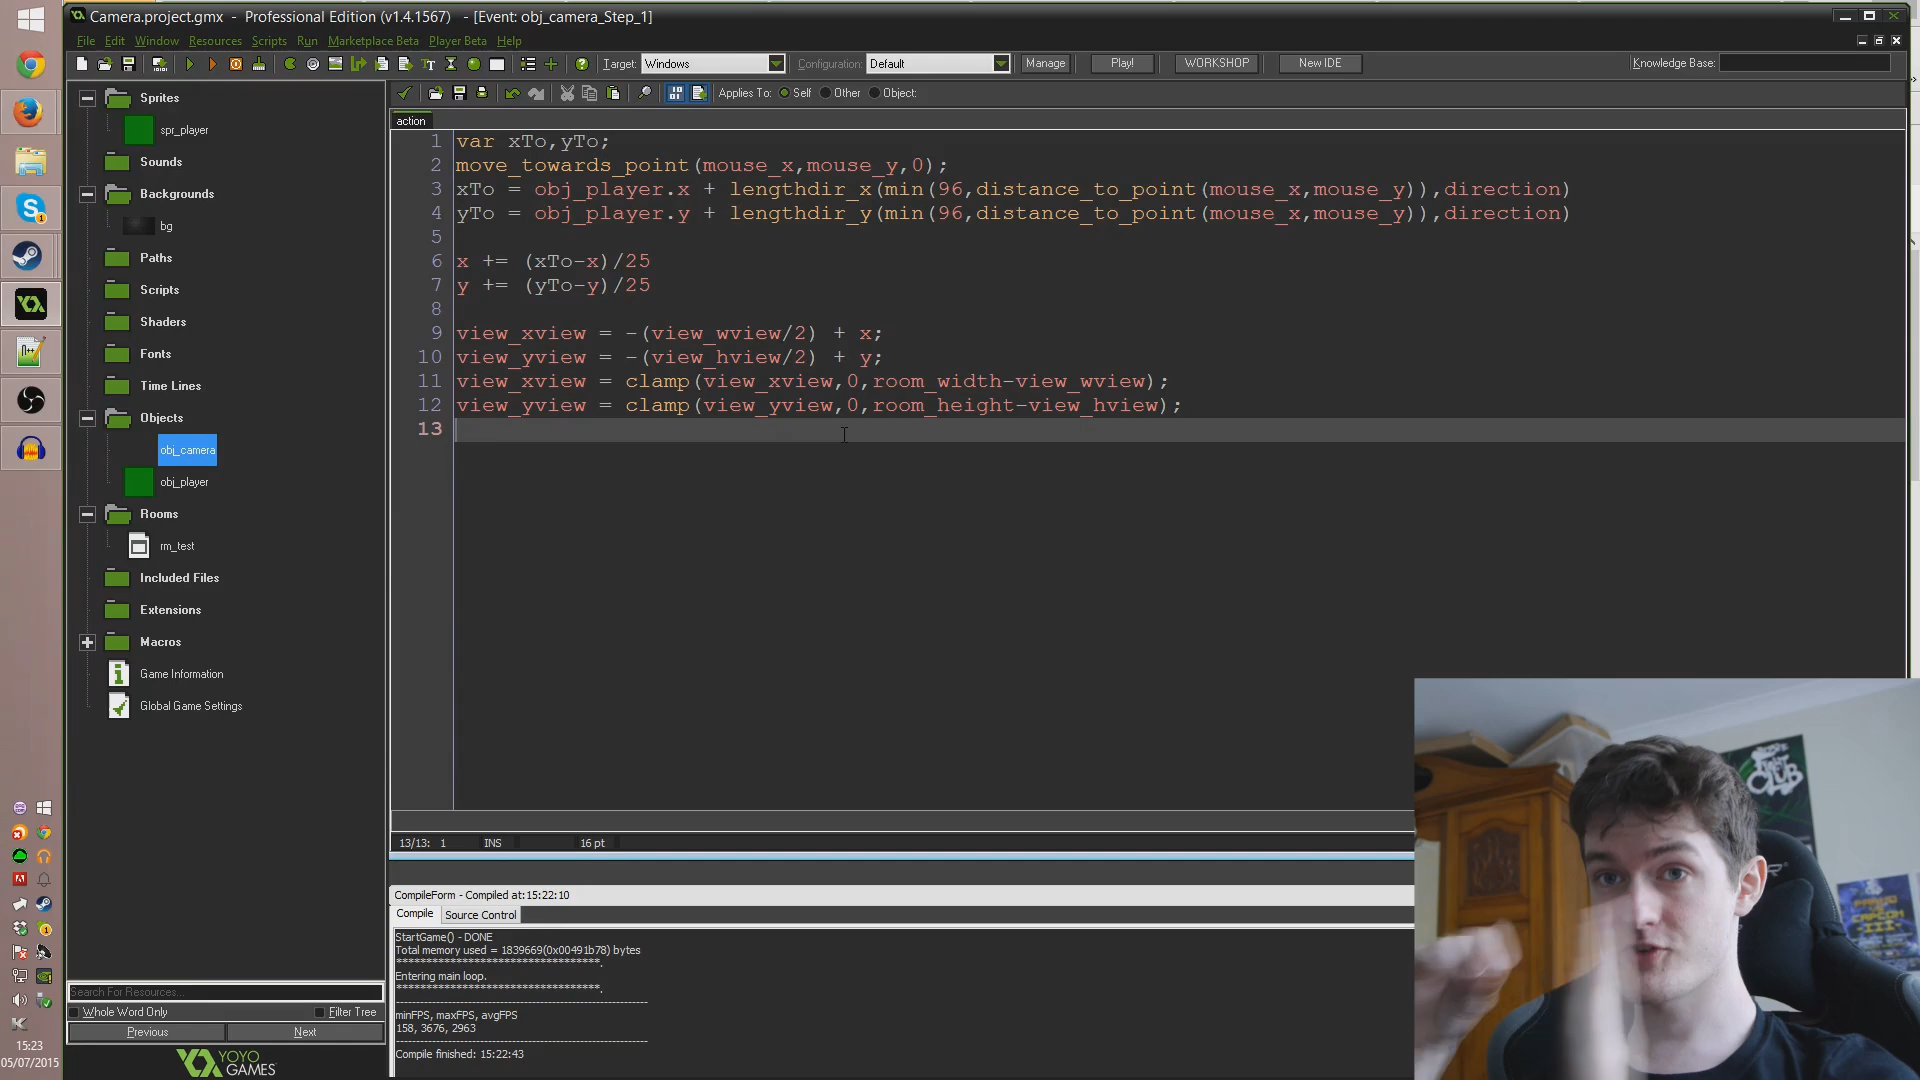 Camera.project.gmx - Professional Edition (v1.4.1567) - [Event: obj_camera_Step_1]
File Edit Window Resources Scripts Run Marketplace Beta Player Beta Help
Target: Windows Configuration: Default Manage Play! WORKSHOP New IDE Knowledge Base:
Applies To: Self Other Object:
action
Sprites
spr_player
Sounds
Backgrounds
bg
Paths
Scripts
Shaders
Fonts
Time Lines
Objects
obj_camera
obj_player
Rooms
rm_test
Included Files
Extensions
Macros
Game Information
Global Game Settings
Search For Resources...
Whole Word Only Filter Tree
Previous Next
YOYO
GAMES
1 var xTo,yTo;
2 move_towards_point(mouse_x,mouse_y,0);
3 xTo = obj_player.x + lengthdir_x(min(96,distance_to_point(mouse_x,mouse_y)),direction)
4 yTo = obj_player.y + lengthdir_y(min(96,distance_to_point(mouse_x,mouse_y)),direction)
5
6 x += (xTo-x)/25
7 y += (yTo-y)/25
8
9 view_xview = -(view_wview/2) + x;
10 view_yview = -(view_hview/2) + y;
11 view_xview = clamp(view_xview,0,room_width-view_wview);
12 view_yview = clamp(view_yview,0,room_height-view_hview);
13
13/13: 1 INS 16 pt
CompileForm - Compiled at:15:22:10
Compile Source Control
StartGame() - DONE
Total memory used = 1839669(0x00491b78) bytes
**********************************.
Entering main loop.
**********************************.
minFPS, maxFPS, avgFPS
158, 3676, 2963
Compile finished: 15:22:43
15:23
05/07/2015
CLUB
CAPCOM